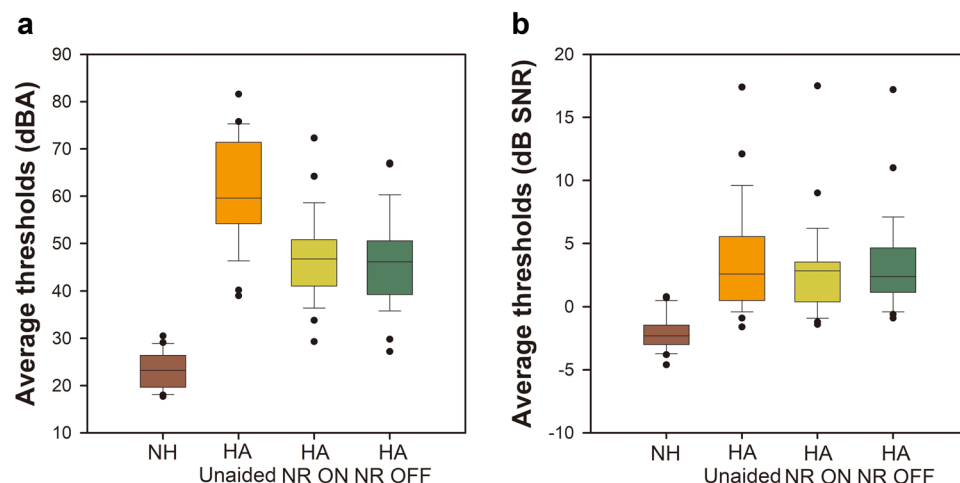 a
Average thresholds (dBA)
90
80
70
60
50
40
30
20
10
NH
HA
Unaided
HA
NR ON
HA
NR OFF
b
Average thresholds (dB SNR)
20
15
10
5
0
-5
-10
NH
HA
Unaided
HA
NR ON
HA
NR OFF